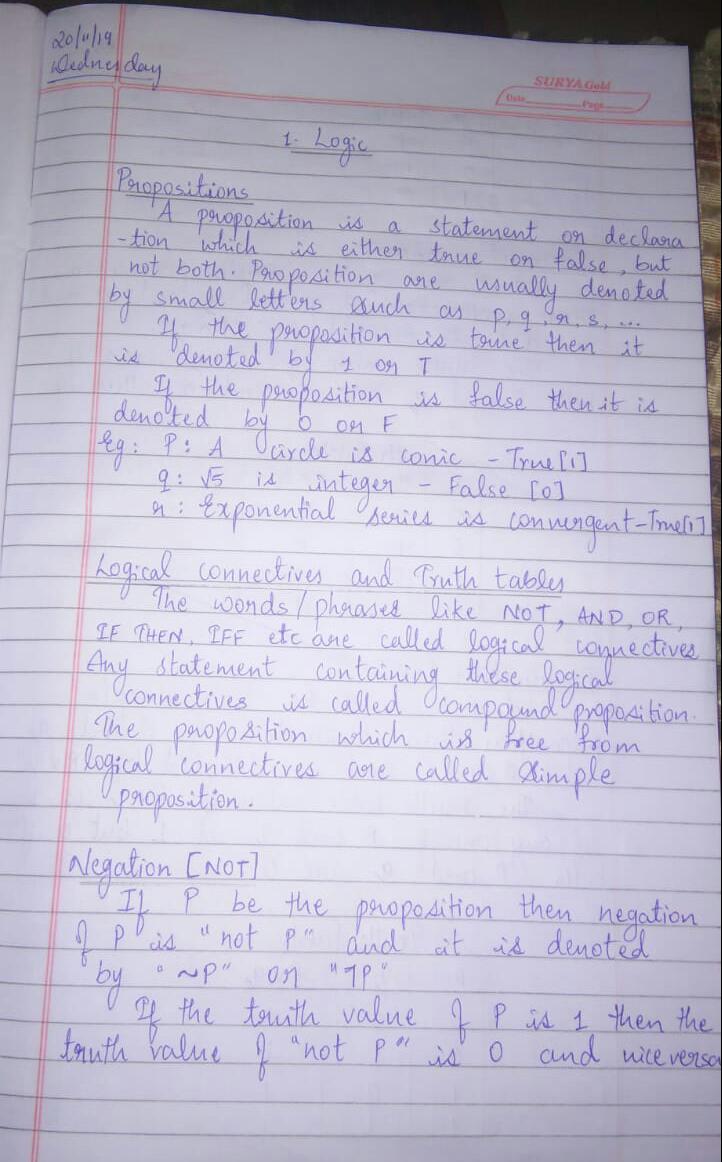 20/11/19
Wednesday
SURYA Gold
Date Page
1. Logic
Propositions
A proposition is a statement or declara
-tion which is either true or false, but
not both. Proposition are usually denoted
by small letters such as p, q, r, s, ...
If the proposition is true then it
is denoted by 1 or T
If the proposition is false then it is
denoted by 0 or F
Eg: P: A circle is conic - True [1]
q: √5 is integer - False [0]
r: Exponential series is convergent - True [1]
Logical connectives and Truth tables
The words/phrases like NOT, AND, OR,
IF THEN, IFF etc are called logical connectives
Any statement containing these logical
connectives is called compound proposition.
The proposition which is free from
logical connectives are called simple
proposition.
Negation [NOT]
If P be the proposition then negation
of P is "not P" and it is denoted
by "~P" or "7P"
If the truth value of P is 1 then the
truth value of "not P" is 0 and vice versa